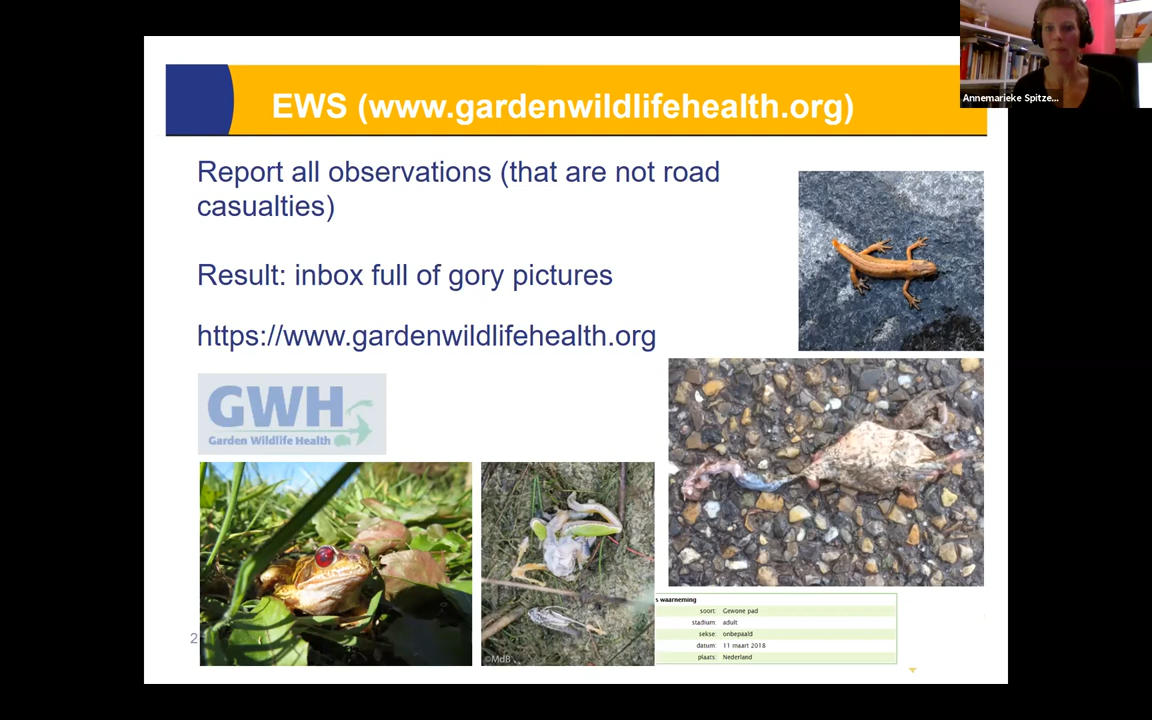 Annemarieke Spitze...
EWS (www.gardenwildlifehealth.org)
Report all observations (that are not road
casualties)
Result: inbox full of gory pictures
https://www.gardenwildlifehealth.org
GWH
Garden Wildlife Health
©MdB
s waarneming
soort: Gewone pad
stadium: adult
sekse: onbepaald
datum: 11 maart 2018
plaats: Nederland
2